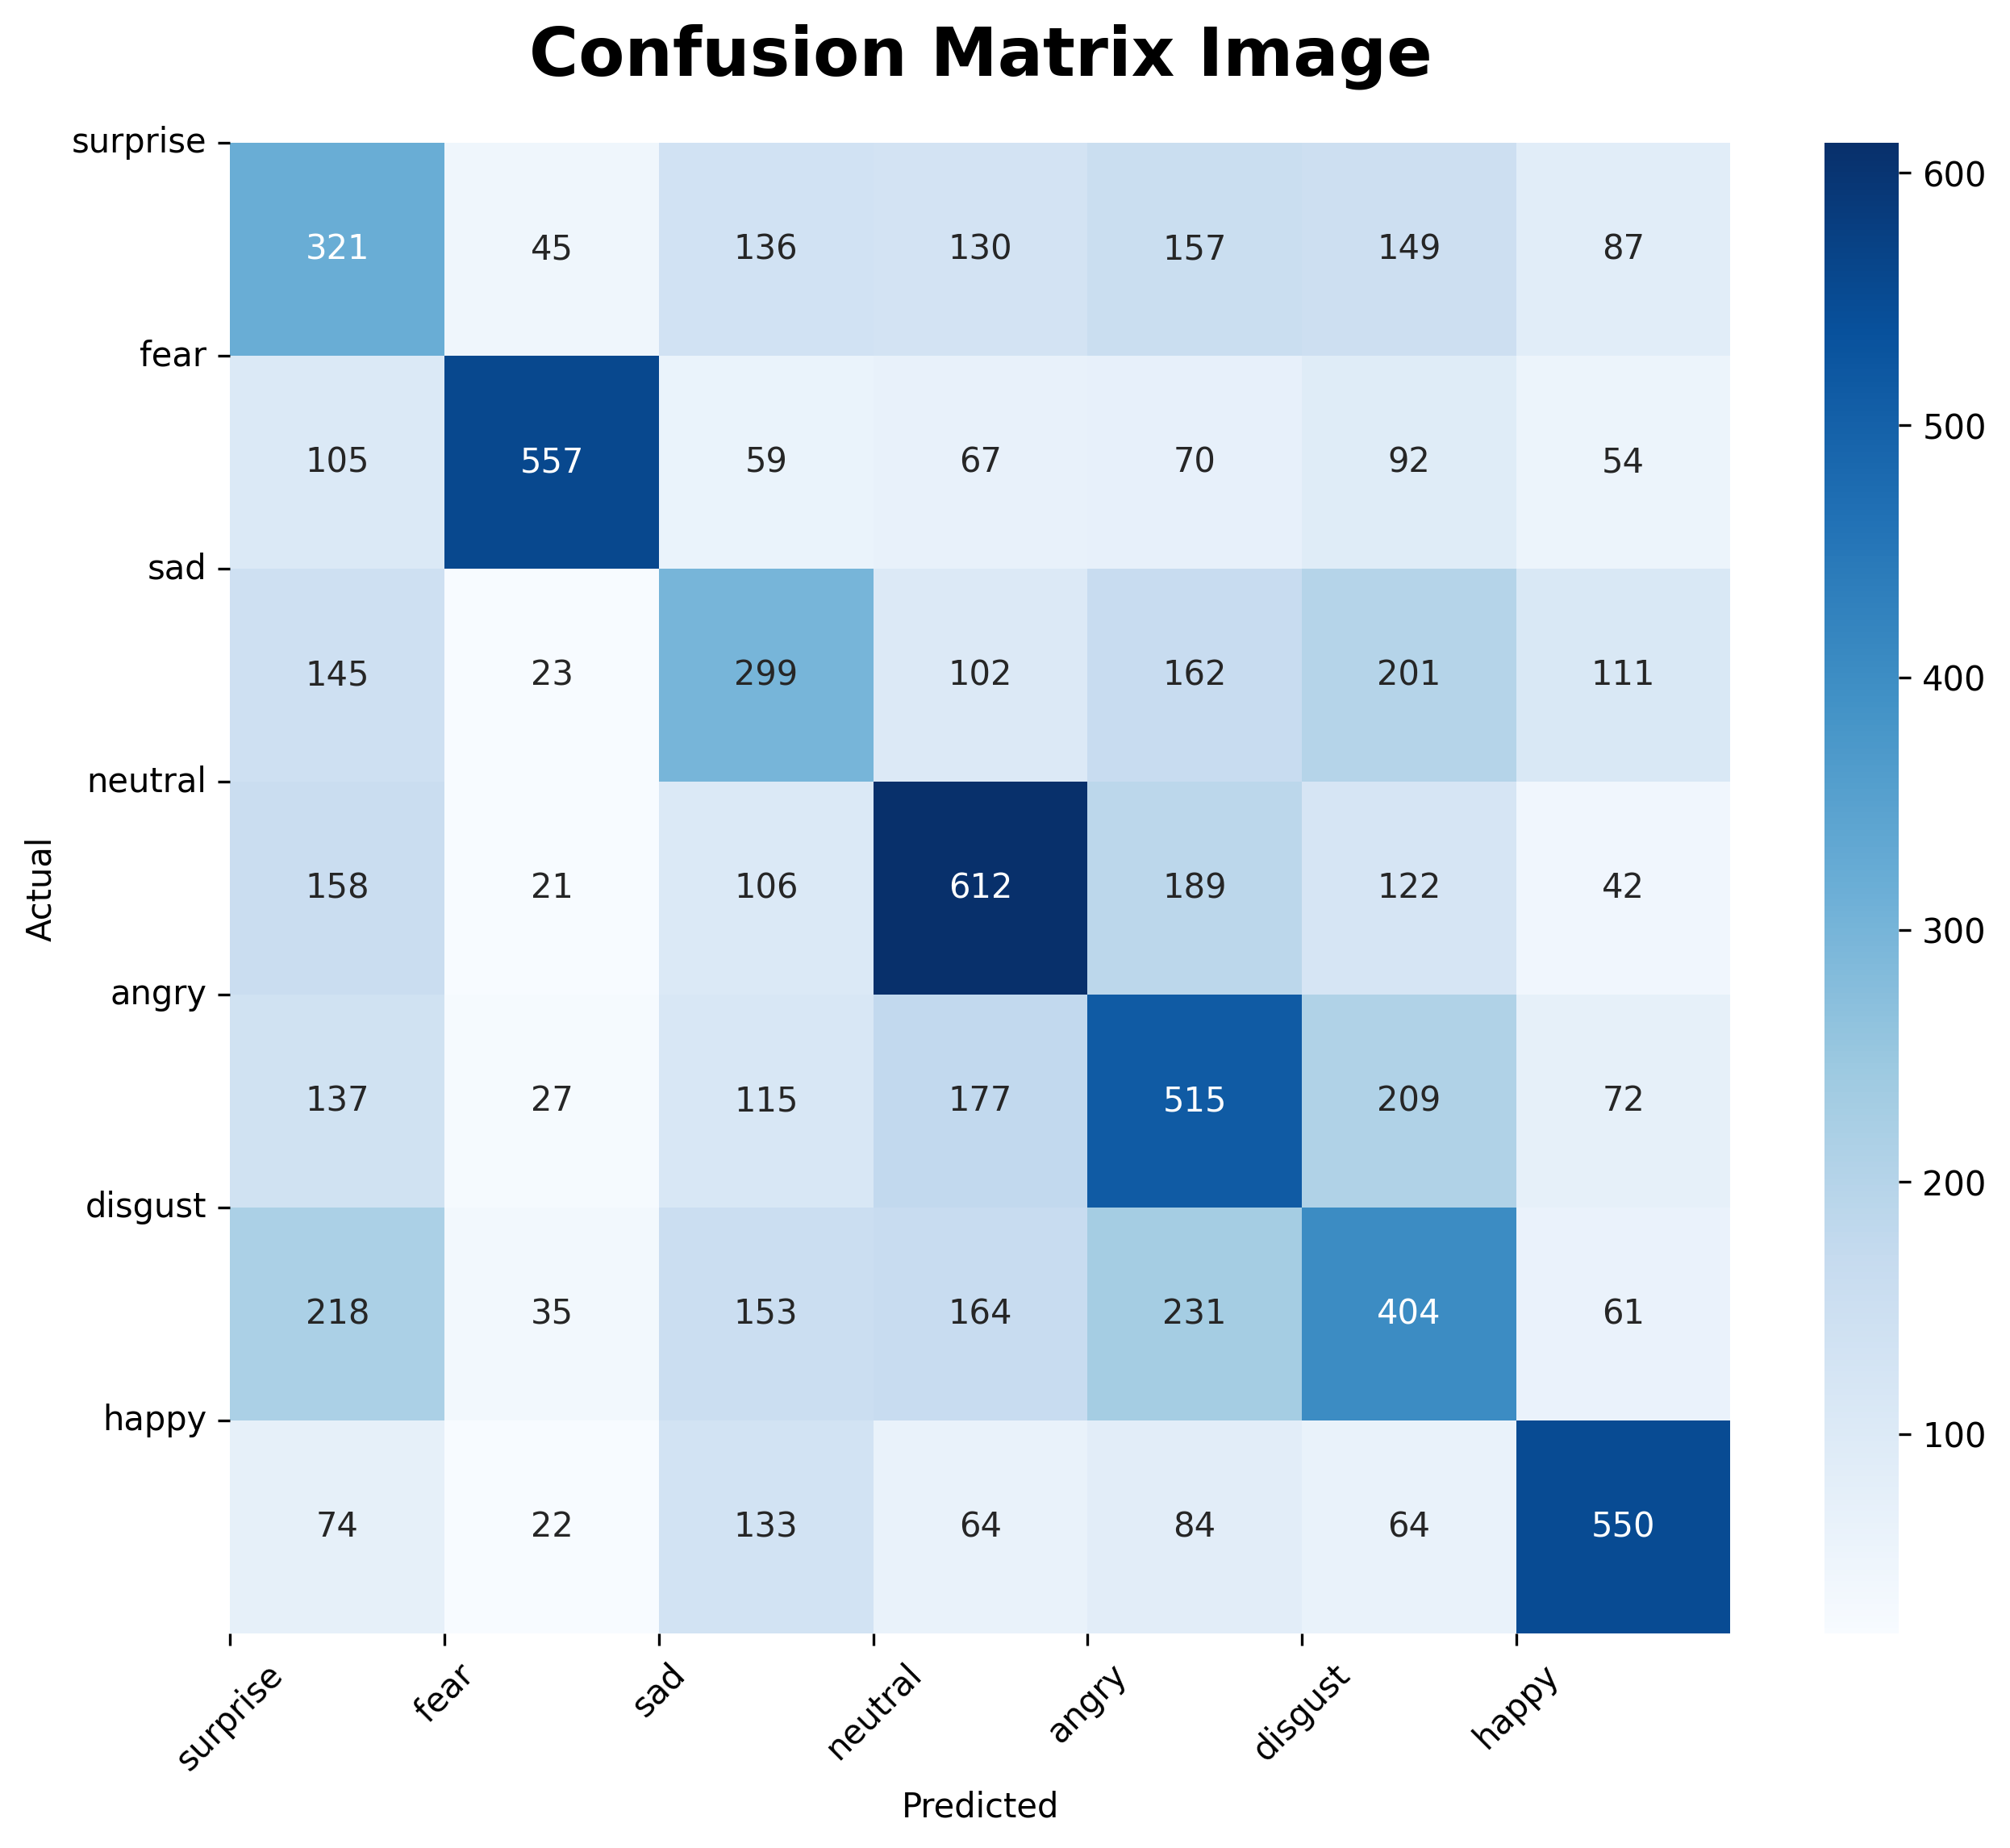 Confusion Matrix Image
surprise
321 45 136 130 157 149 87
fear
105 557 59 67 70 92 54
sad
145 23 299 102 162 201 111
neutral
158 21 106 612 189 122 42
angry
137 27 115 177 515 209 72
disgust
218 35 153 164 231 404 61
happy
74 22 133 64 84 64 550
Actual
surprise fear sad neutral angry disgust happy
Predicted
600
500
400
300
200
100